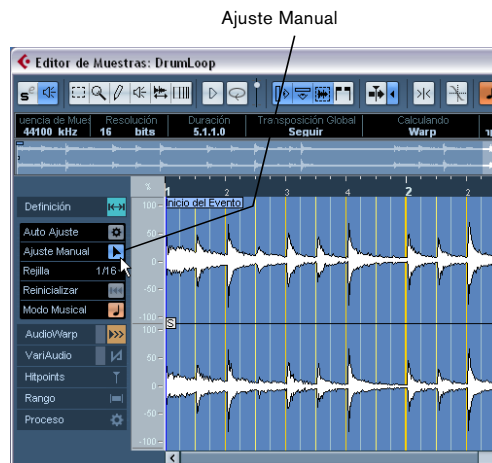 Ajuste Manual
Editor de Muestras: DrumLoop
uencia de Mues Resolución Duración Transposición Global Calculando
44100 kHz 16 bits 5.1.1.0 Seguir Warp
% 1 2 3 4 2 2
Definición
Inicio del Evento
Auto Ajuste
Ajuste Manual
Rejilla 1/16
Reinicializar
Modo Musical
AudioWarp
VariAudio
Hitpoints
Rango
Proceso
100
50
0
-50
-100
S
100
50
0
-50
-100